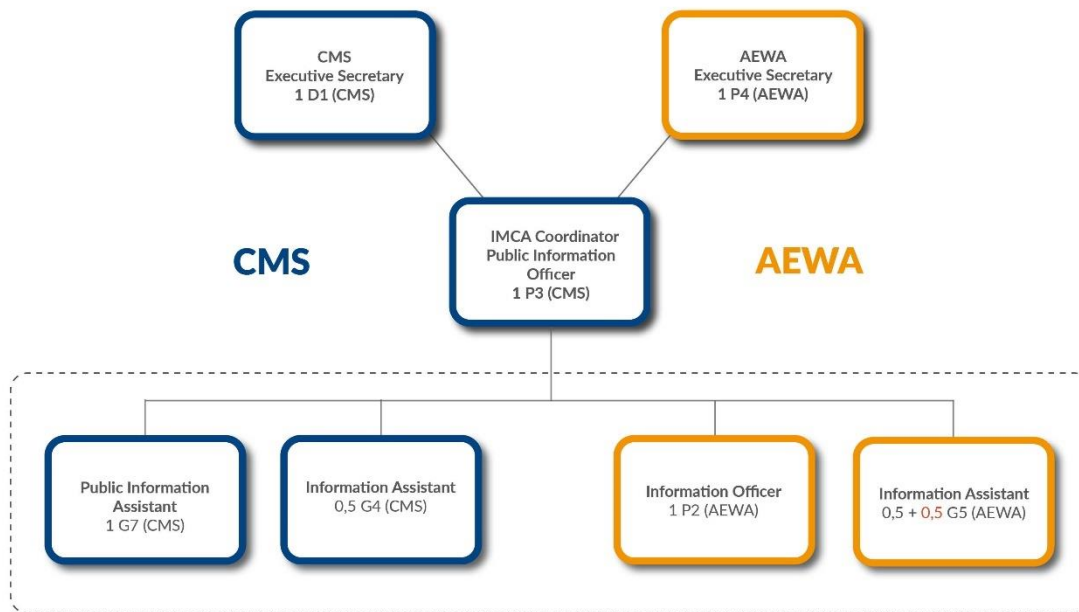 CMS
Executive Secretary
1 D1 (CMS)
AEWA
Executive Secretary
1 P4 (AEWA)
IMCA Coordinator
Public Information
Officer
1 P3 (CMS)
CMS
AEWA
Public Information
Assistant
1 G7 (CMS)
Information Assistant
0,5 G4 (CMS)
Information Officer
1 P2 (AEWA)
Information Assistant
0,5 + 0,5 G5 (AEWA)